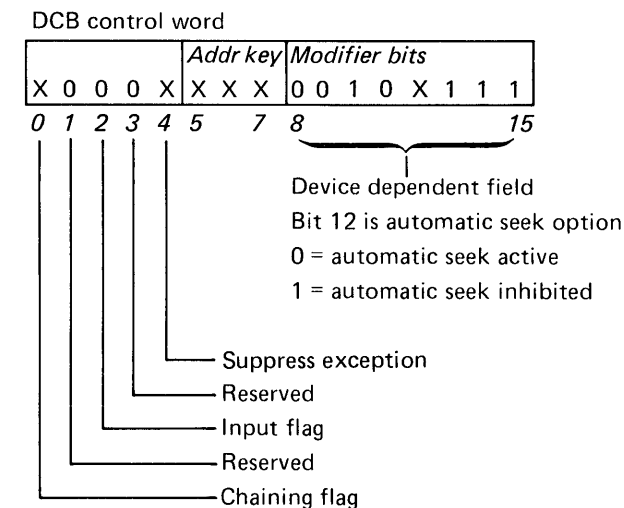 DCB control word
Addr key Modifier bits
X 0 0 0 X X X X 0 0 1 0 X 1 1 1
0 1 2 3 4 5 7 8 15
Device dependent field
Bit 12 is automatic seek option
0 = automatic seek active
1 = automatic seek inhibited
Suppress exception
Reserved
Input flag
Reserved
Chaining flag